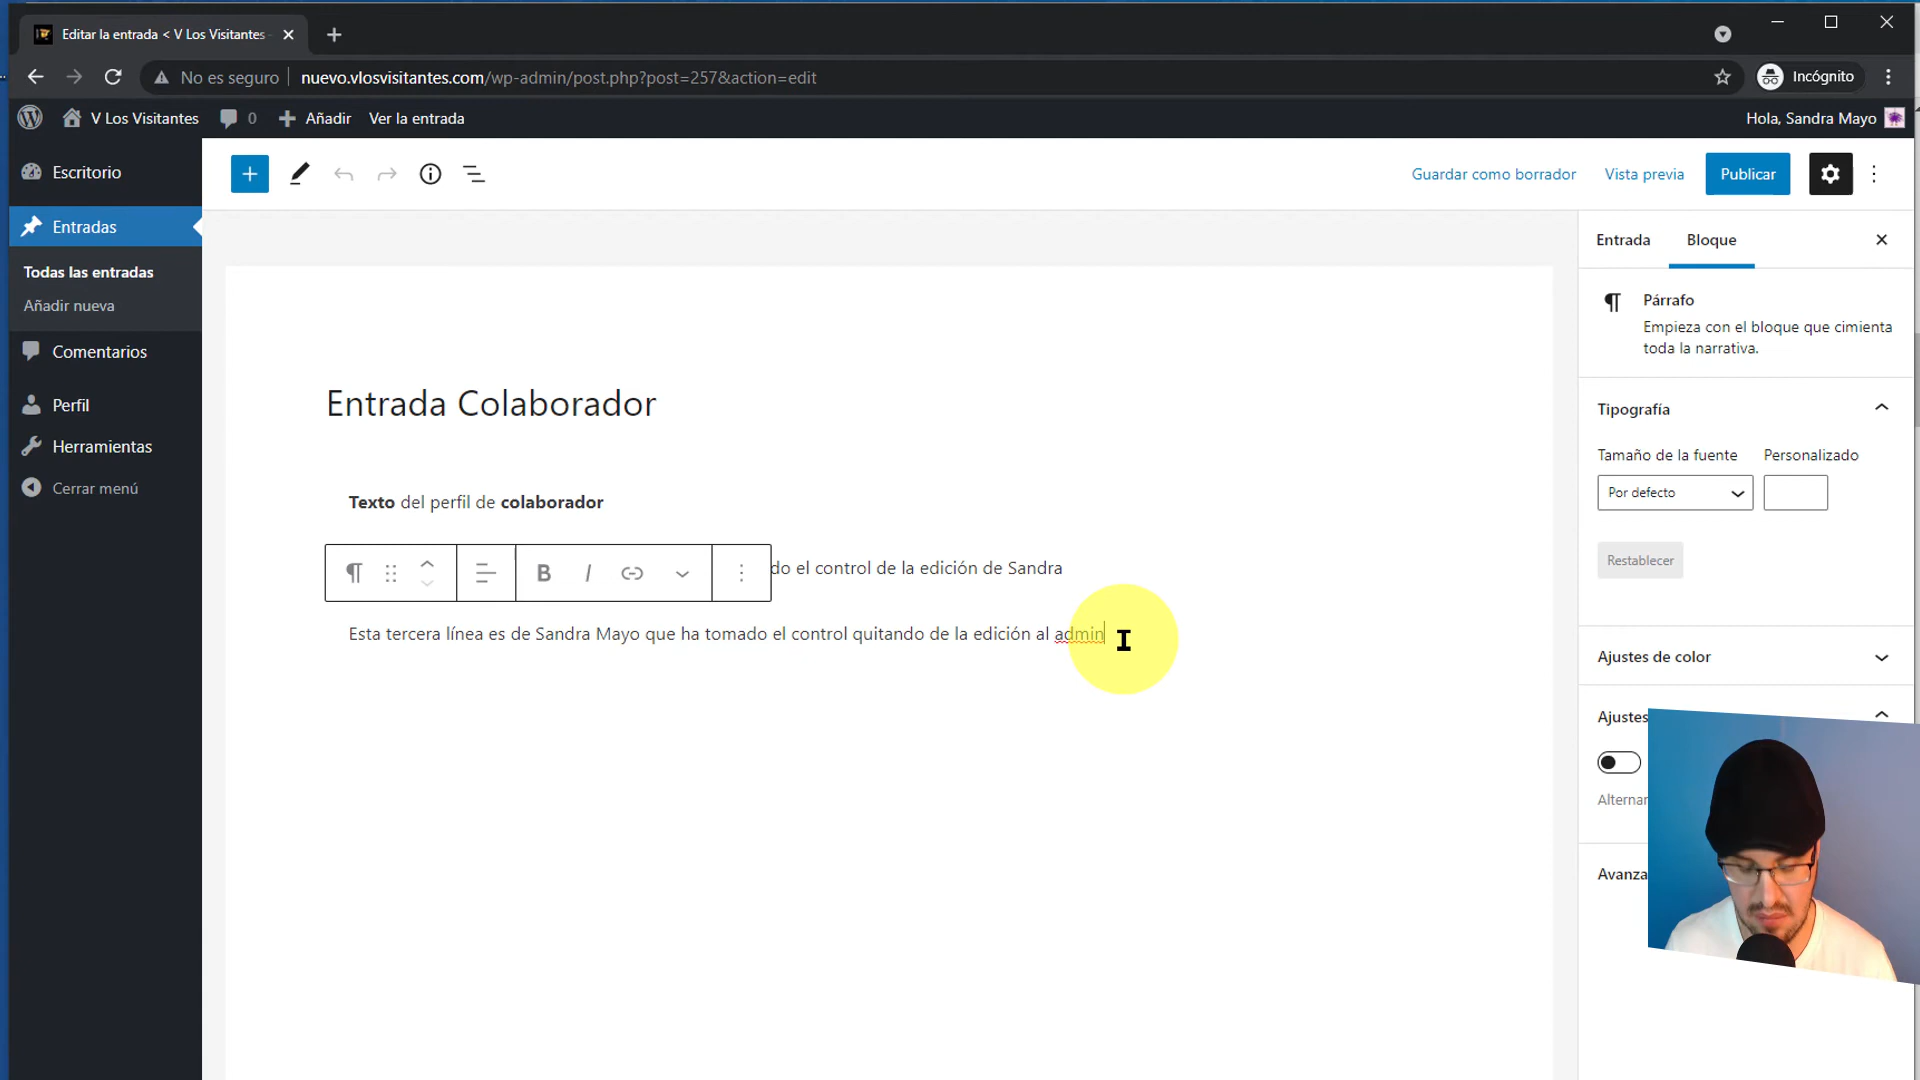 Editar la entrada < V Los Visitantes
No es seguro
nuevo.vlosvisitantes.com/wp-admin/post.php?post=257&action=edit
Incógnito
V Los Visitantes
0
Añadir
Ver la entrada
Hola, Sandra Mayo
Escritorio
Entradas
Todas las entradas
Añadir nueva
Comentarios
Perfil
Herramientas
Cerrar menú
Guardar como borrador
Vista previa
Publicar
Entrada Colaborador
Texto del perfil de colaborador
B I
do el control de la edición de Sandra
Esta tercera línea es de Sandra Mayo que ha tomado el control quitando de la edición al admin
Entrada
Bloque
Párrafo
Empieza con el bloque que cimienta
toda la narrativa.
Tipografía
Tamaño de la fuente
Personalizado
Por defecto
Restablecer
Ajustes de color
Ajustes
Alternar
Avanza